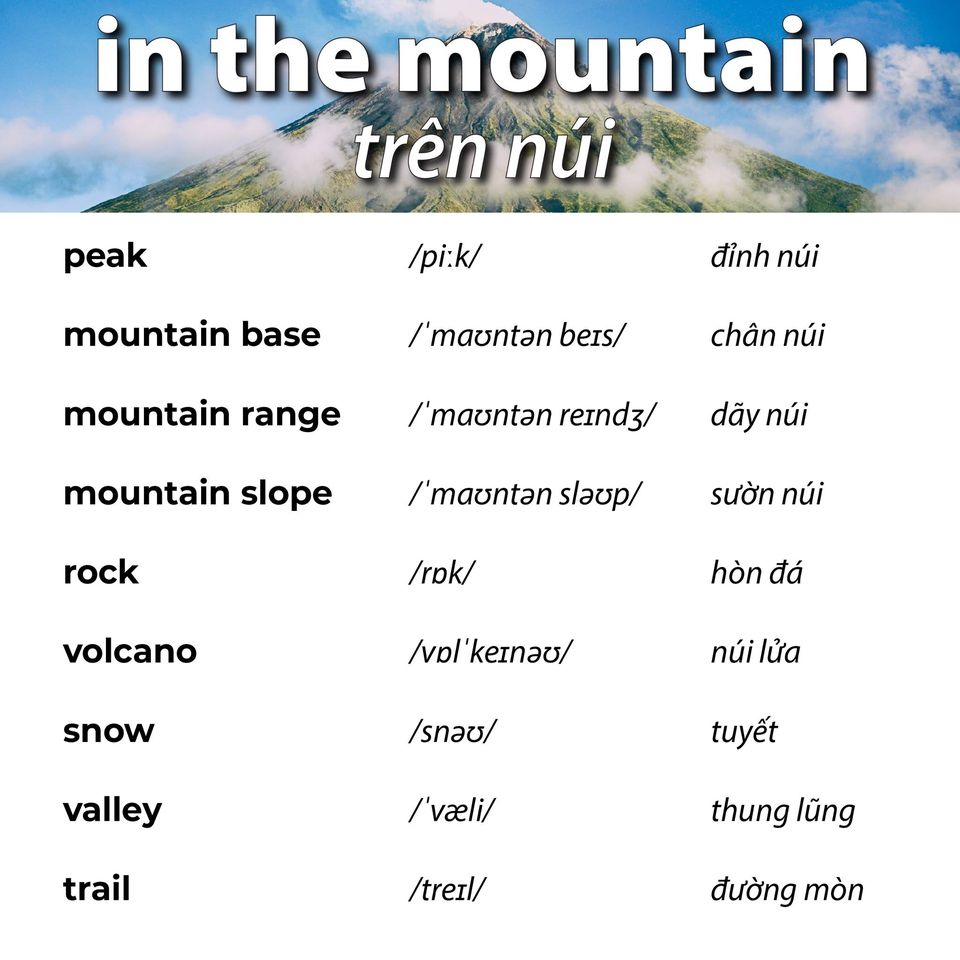 in the mountain
trên núi
peak /piːk/ đỉnh núi
mountain base /ˈmaʊntən beɪs/ chân núi
mountain range /ˈmaʊntən reɪndʒ/ dãy núi
mountain slope /ˈmaʊntən sləʊp/ sườn núi
rock /rɒk/ hòn đá
volcano /vɒlˈkeɪnəʊ/ núi lửa
snow /snəʊ/ tuyết
valley /ˈvæli/ thung lũng
trail /treɪl/ đường mòn